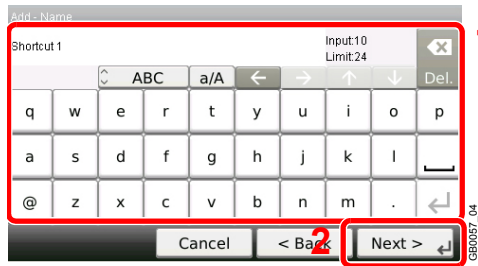 Add - Name
Shortcut 1
Input:10
Limit:24
ABC a/A ← → ↑ ↓ Del.
q w e r t y u i o p
a s d f g h j k l
@ z x c v b n m .
2
Cancel < Back Next >
GB0057_04